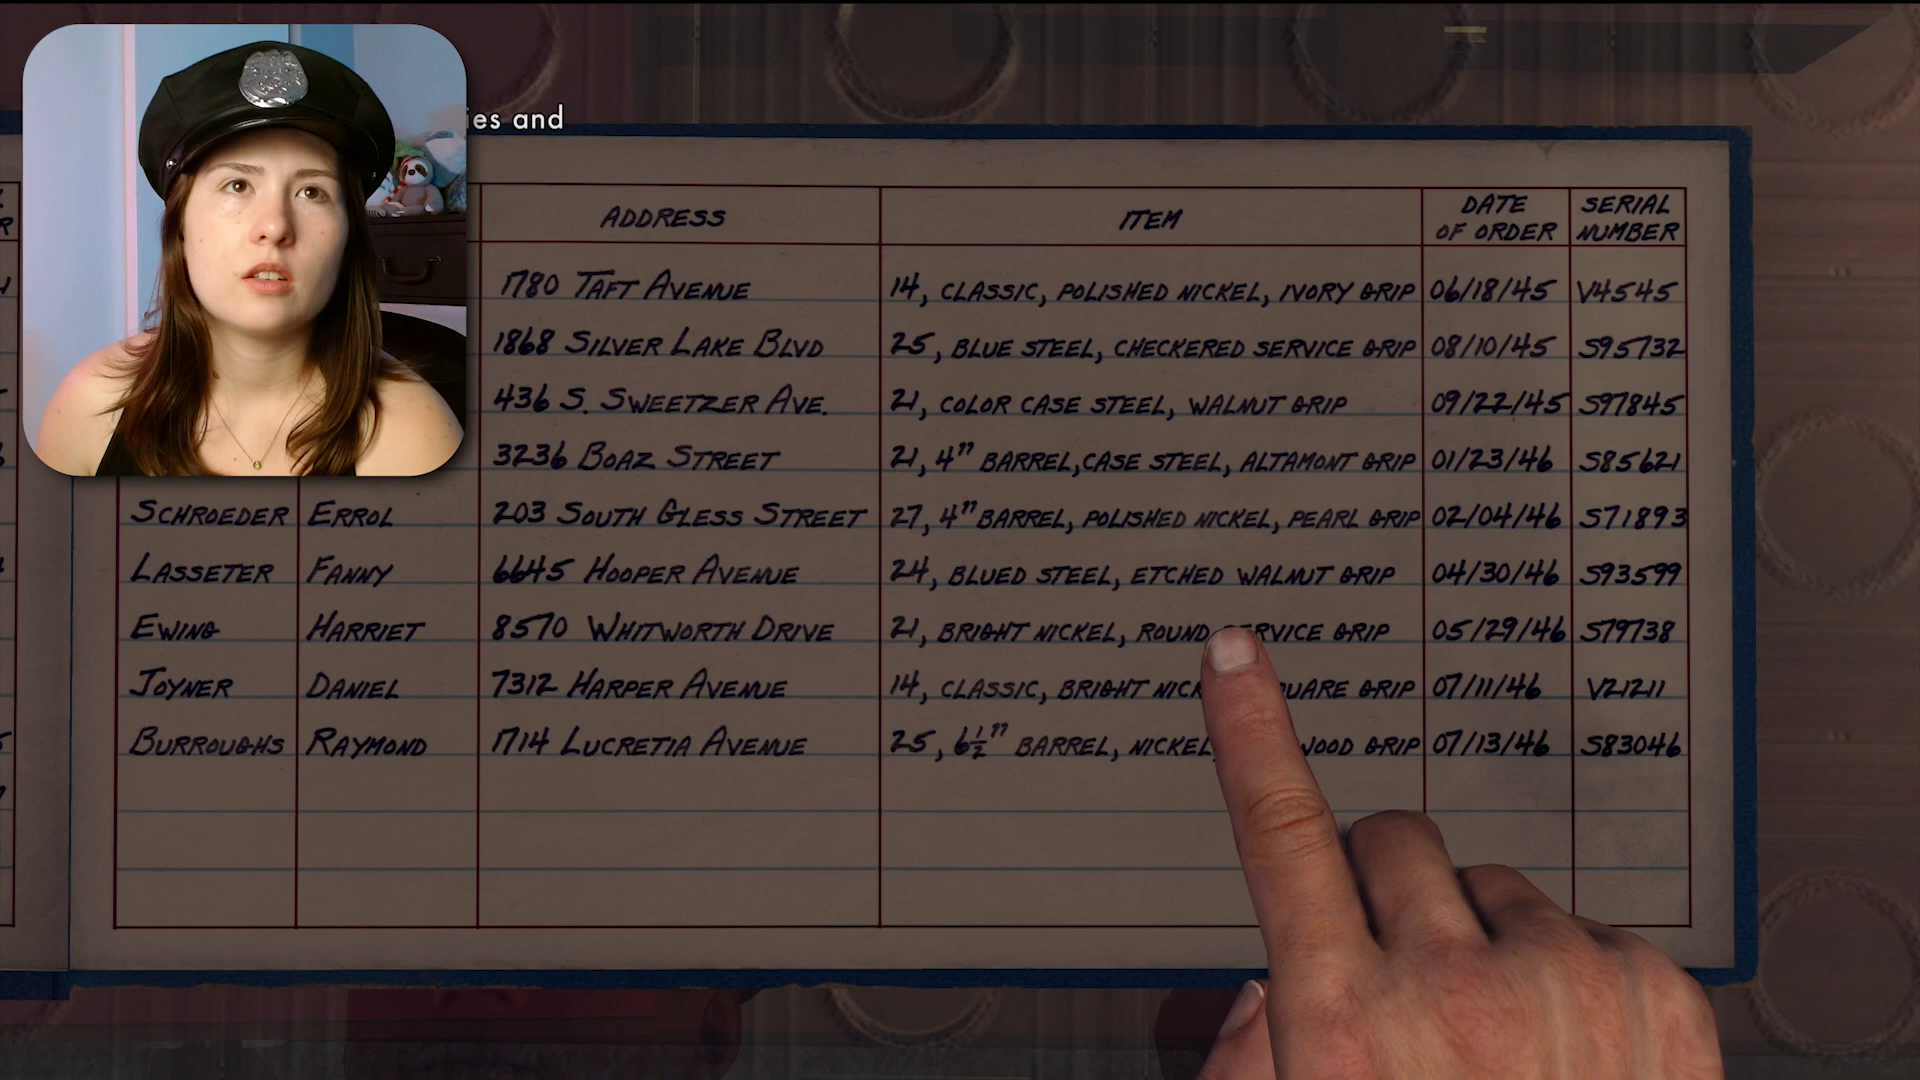 ies and
ADDRESS ITEM DATE OF ORDER SERIAL NUMBER
1780 TAFT AVENUE 14, CLASSIC, POLISHED NICKEL, IVORY GRIP 06/18/45 V4545
1868 SILVER LAKE BLVD 25, BLUE STEEL, CHECKERED SERVICE GRIP 08/10/45 S95732
436 S. SWEETZER AVE. 21, COLOR CASE STEEL, WALNUT GRIP 09/22/45 S97845
3236 BOAZ STREET 21, 4" BARREL, CASE STEEL, ALTAMONT GRIP 01/23/46 S85621
SCHROEDER ERROL 203 SOUTH GLESS STREET 27, 4" BARREL, POLISHED NICKEL, PEARL GRIP 02/04/46 S71893
LASSETER FANNY 6645 HOOPER AVENUE 24, BLUED STEEL, ETCHED WALNUT GRIP 04/30/46 S93599
EWING HARRIET 8570 WHITWORTH DRIVE 21, BRIGHT NICKEL, ROUND GRIP 05/29/46 S79738
JOYNER DANIEL 7312 HARPER AVENUE 14, CLASSIC, BRIGHT GRIP 07/11/46 V21211
BURROUGHS RAYMOND 1714 LUCRETIA AVENUE 25, 6½" BARREL, NICKEL, WOOD GRIP 07/13/46 S83046